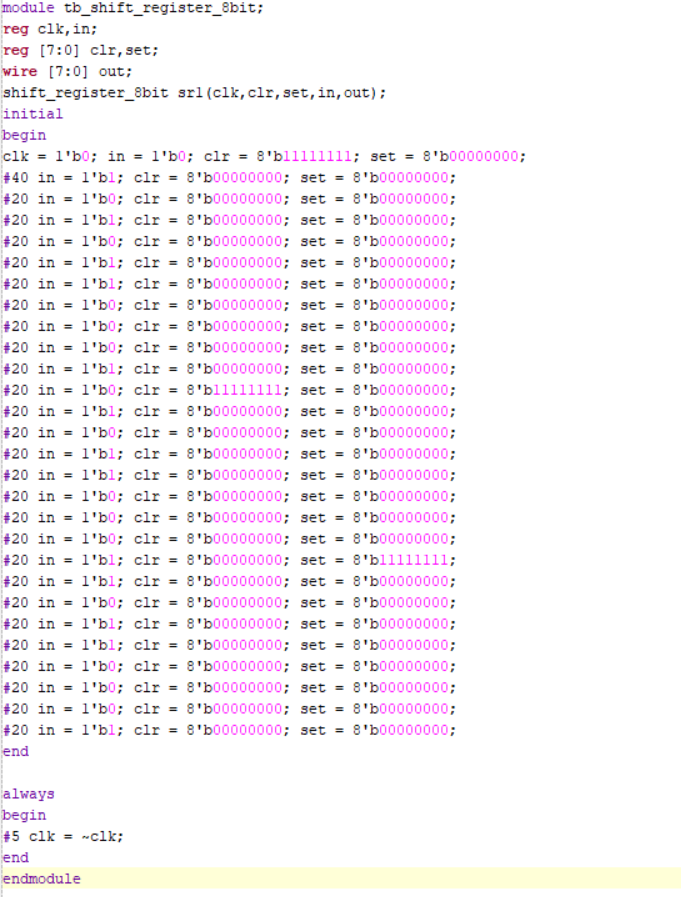 module tb_shift_register_8bit;
reg clk,in;
reg [7:0] clr,set;
wire [7:0] out;
shift_register_8bit sr1(clk,clr,set,in,out);
initial
begin
clk = 1'b0; in = 1'b0; clr = 8'b11111111; set = 8'b00000000;
#40 in = 1'b1; clr = 8'b00000000; set = 8'b00000000;
#20 in = 1'b0; clr = 8'b00000000; set = 8'b00000000;
#20 in = 1'b1; clr = 8'b00000000; set = 8'b00000000;
#20 in = 1'b0; clr = 8'b00000000; set = 8'b00000000;
#20 in = 1'b1; clr = 8'b00000000; set = 8'b00000000;
#20 in = 1'b1; clr = 8'b00000000; set = 8'b00000000;
#20 in = 1'b0; clr = 8'b00000000; set = 8'b00000000;
#20 in = 1'b0; clr = 8'b00000000; set = 8'b00000000;
#20 in = 1'b0; clr = 8'b00000000; set = 8'b00000000;
#20 in = 1'b1; clr = 8'b00000000; set = 8'b00000000;
#20 in = 1'b0; clr = 8'b11111111; set = 8'b00000000;
#20 in = 1'b1; clr = 8'b00000000; set = 8'b00000000;
#20 in = 1'b0; clr = 8'b00000000; set = 8'b00000000;
#20 in = 1'b1; clr = 8'b00000000; set = 8'b00000000;
#20 in = 1'b1; clr = 8'b00000000; set = 8'b00000000;
#20 in = 1'b0; clr = 8'b00000000; set = 8'b00000000;
#20 in = 1'b0; clr = 8'b00000000; set = 8'b00000000;
#20 in = 1'b0; clr = 8'b00000000; set = 8'b00000000;
#20 in = 1'b1; clr = 8'b00000000; set = 8'b11111111;
#20 in = 1'b1; clr = 8'b00000000; set = 8'b00000000;
#20 in = 1'b0; clr = 8'b00000000; set = 8'b00000000;
#20 in = 1'b1; clr = 8'b00000000; set = 8'b00000000;
#20 in = 1'b1; clr = 8'b00000000; set = 8'b00000000;
#20 in = 1'b0; clr = 8'b00000000; set = 8'b00000000;
#20 in = 1'b0; clr = 8'b00000000; set = 8'b00000000;
#20 in = 1'b0; clr = 8'b00000000; set = 8'b00000000;
#20 in = 1'b1; clr = 8'b00000000; set = 8'b00000000;
end
always
begin
#5 clk = ~clk;
end
endmodule